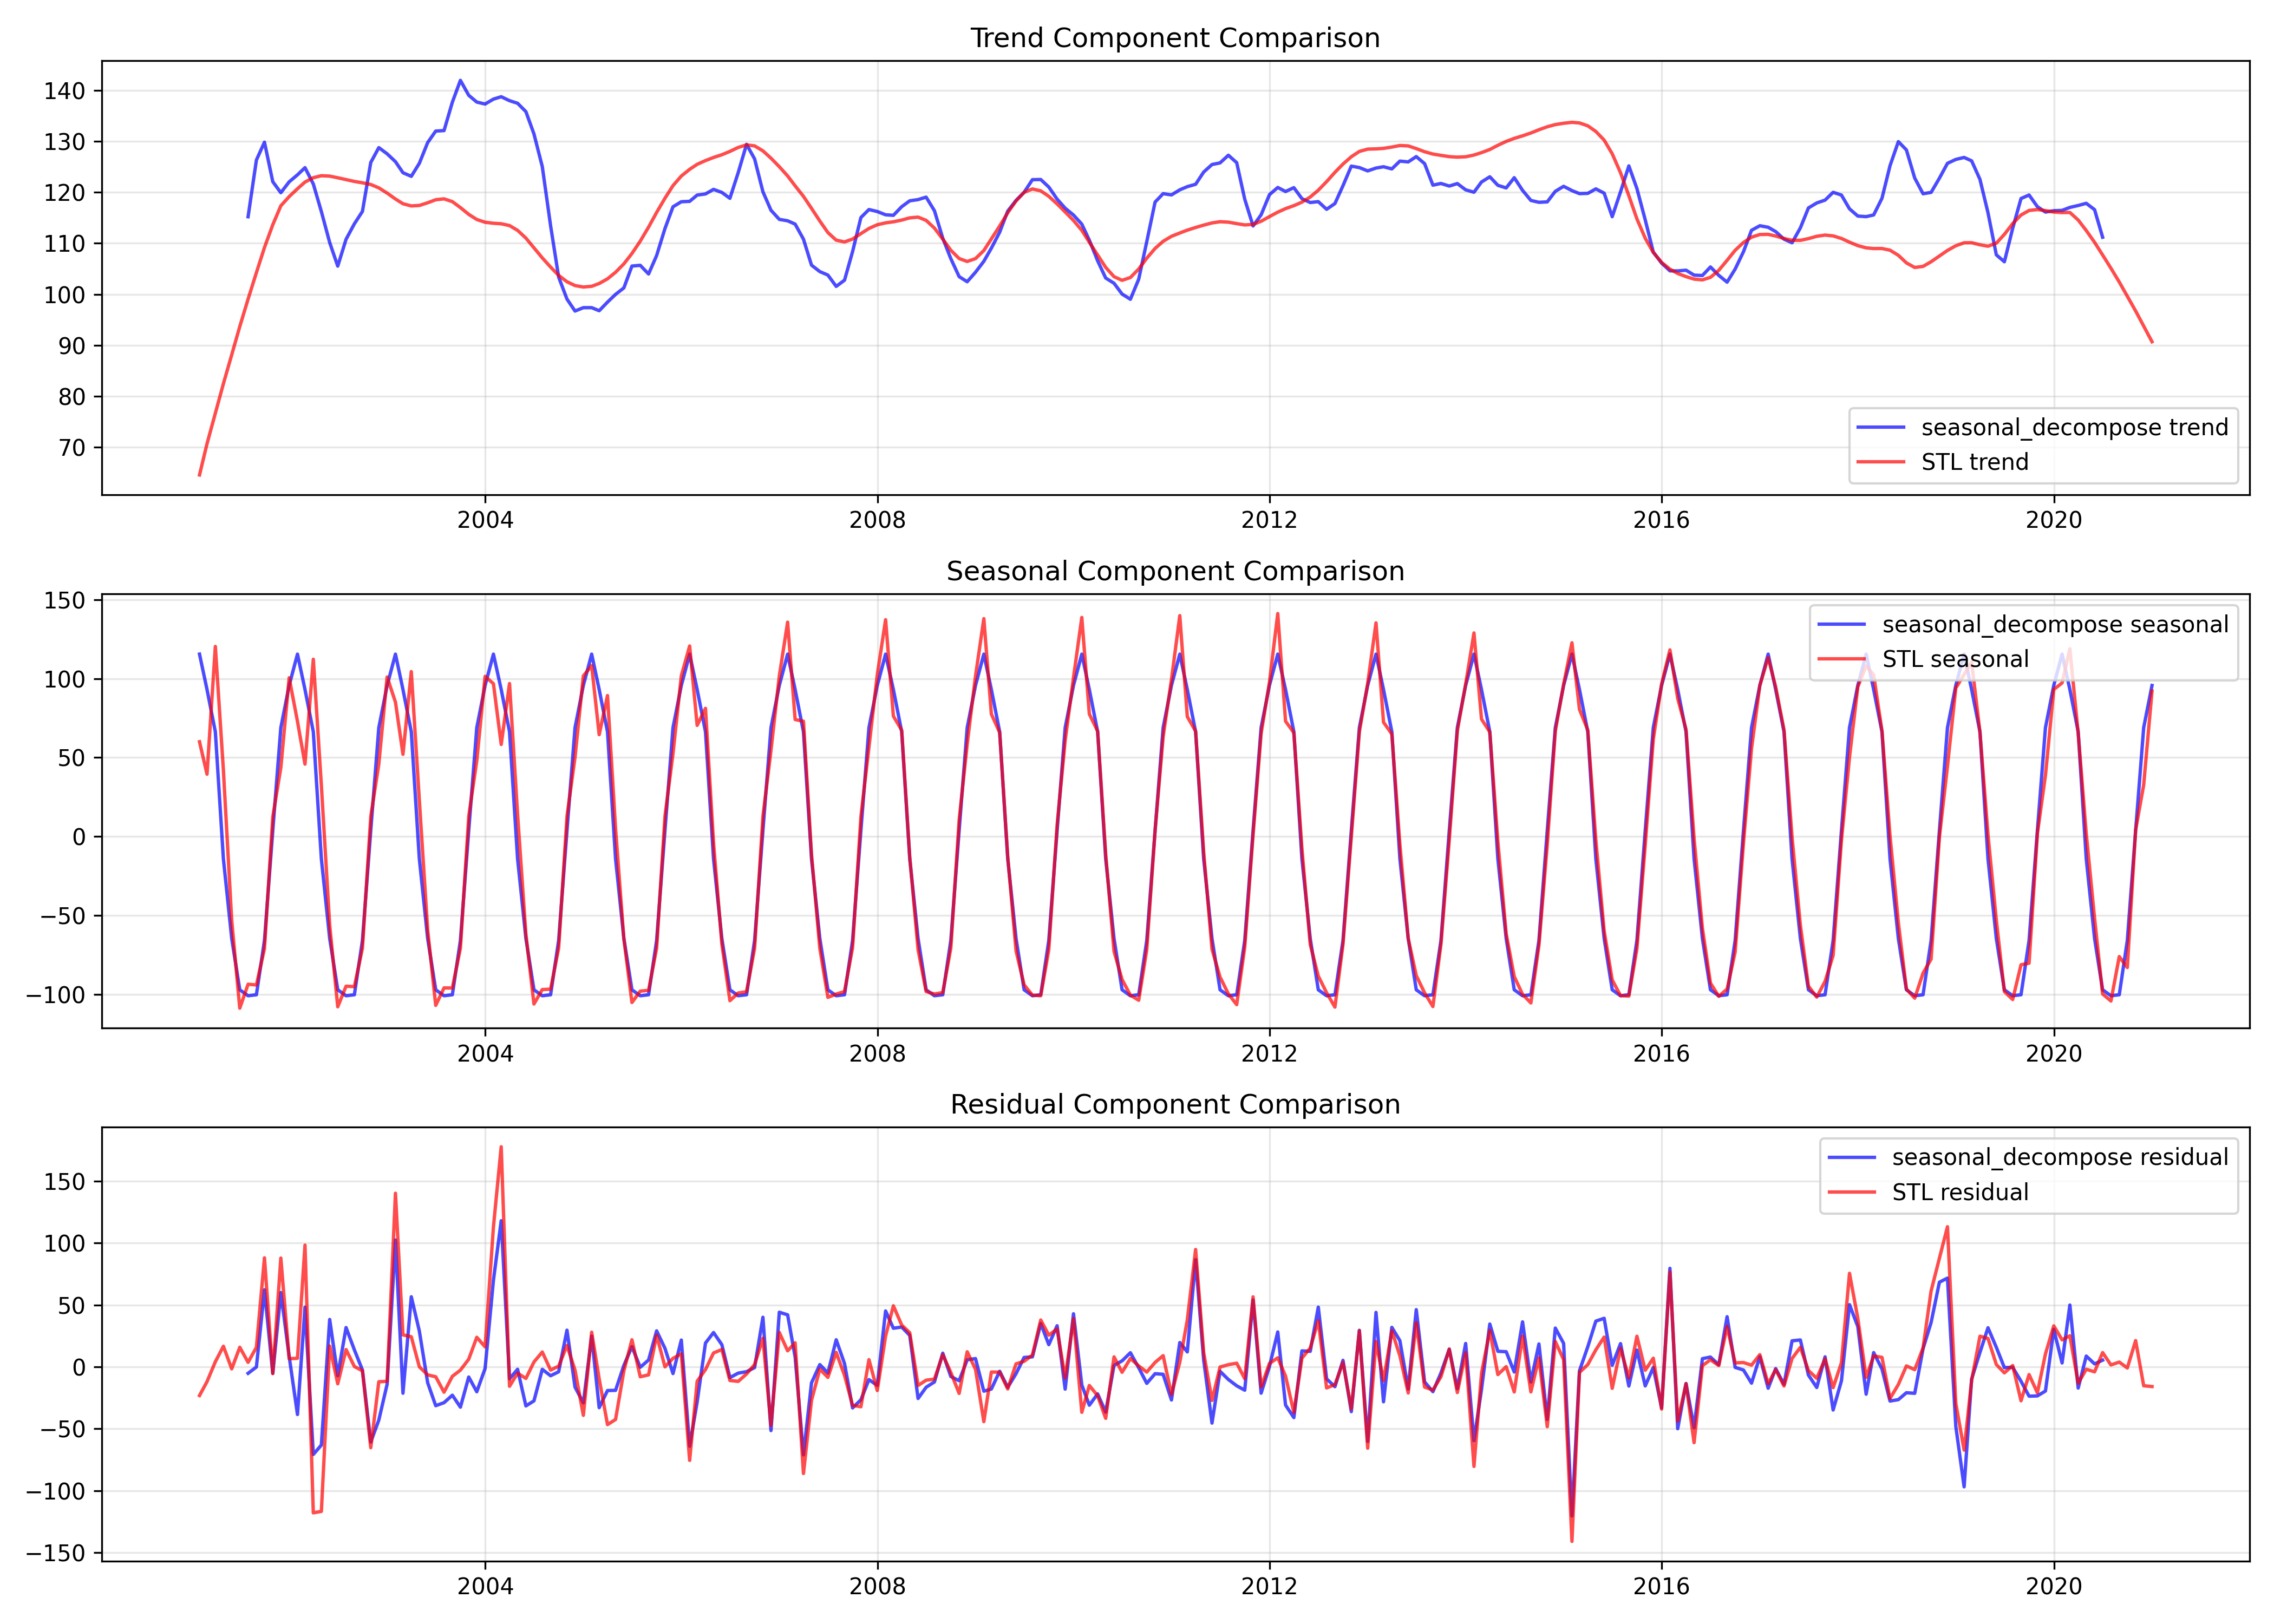 Trend Component Comparison
140
130
120
110
100
90
80
70
seasonal_decompose trend
STL trend
2004 2008 2012 2016 2020
Seasonal Component Comparison
150
100
50
0
−50
−100
seasonal_decompose seasonal
STL seasonal
2004 2008 2012 2016 2020
Residual Component Comparison
150
100
50
0
−50
−100
−150
seasonal_decompose residual
STL residual
2004 2008 2012 2016 2020